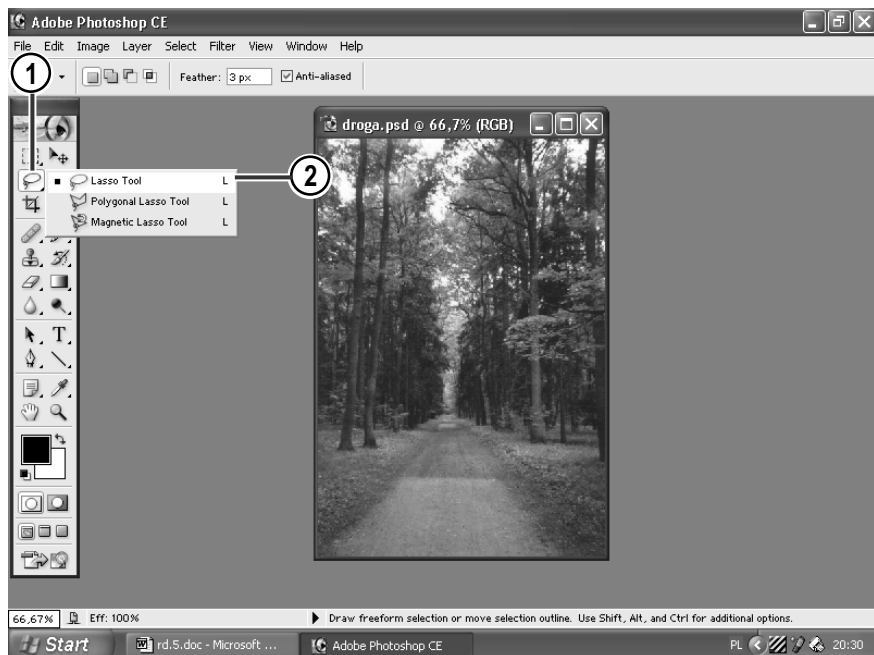 Adobe Photoshop CE
File Edit Image Layer Select Filter View Window Help
1
Feather: 3 px Anti-aliased
droga.psd @ 66,7% (RGB)
Lasso Tool L
2
Polygonal Lasso Tool L
Magnetic Lasso Tool L
T
66,67% Eff: 100% Draw freeform selection or move selection outline. Use Shift, Alt, and Ctrl for additional options.
Start rd.5.doc - Microsoft ... Adobe Photoshop CE PL 20:30